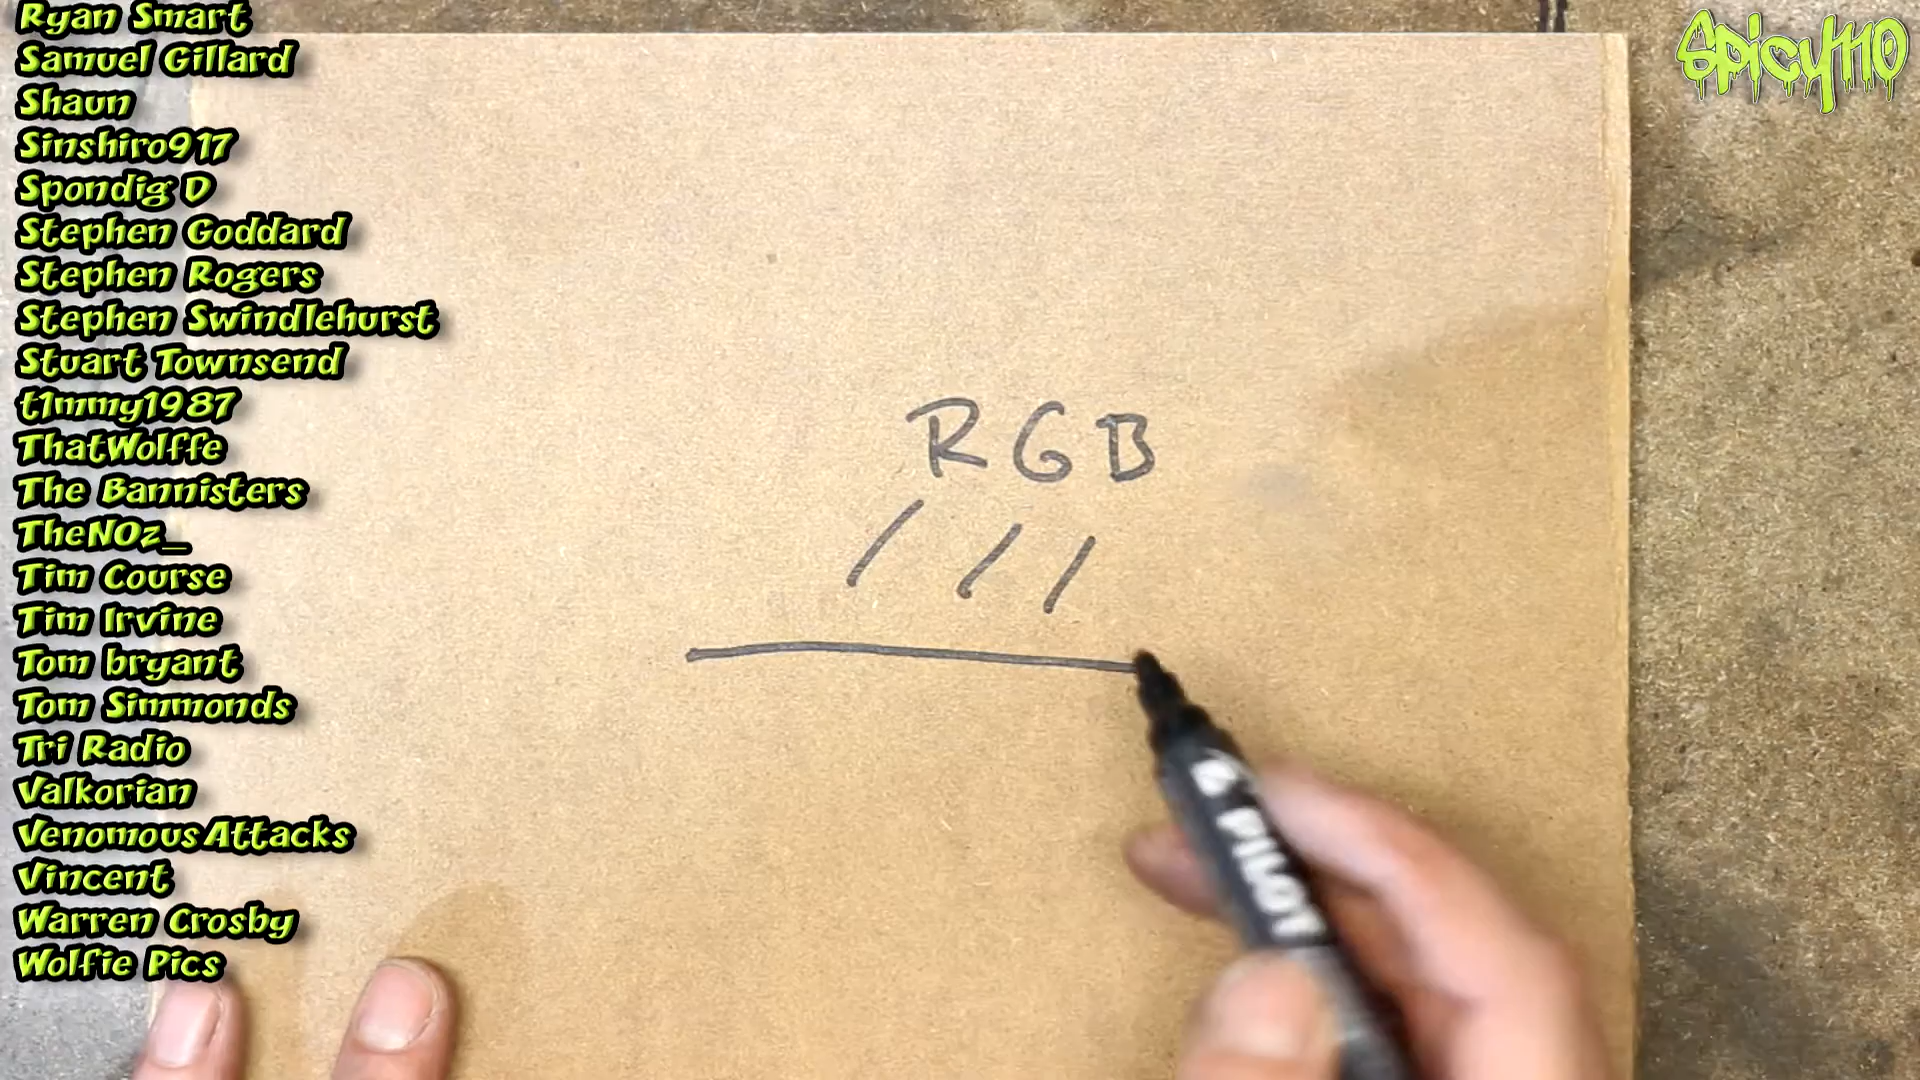 Ryan Smart
Samuel Gillard
Shaun
Sinshiro917
Spondig D
Stephen Goddard
Stephen Rogers
Stephen Swindlehurst
Stuart Townsend
t1mmy1987
ThatWolffe
The Bannisters
TheNOz_
Tim Course
Tim Irvine
Tom bryant
Tom Simmonds
Tri Radio
Valkorian
VenomousAttacks
Vincent
Warren Crosby
Wolfie Pics
Spicy110
RGB
PILOT